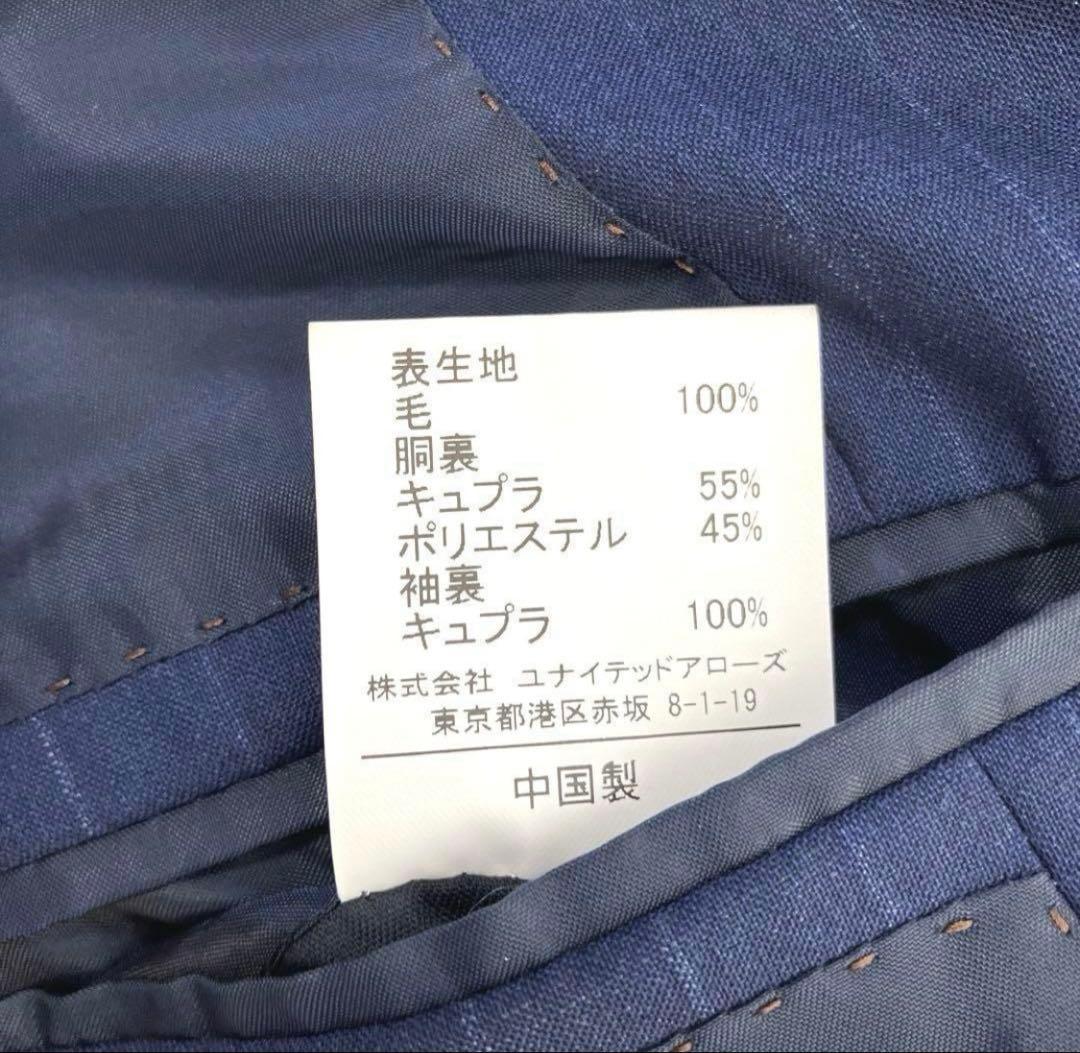 表生地
毛 100%
胴裏
キュプラ 55%
ポリエステル 45%
袖裏
キュプラ 100%
株式会社 ユナイテッドアローズ
東京都港区赤坂 8-1-19
中国製